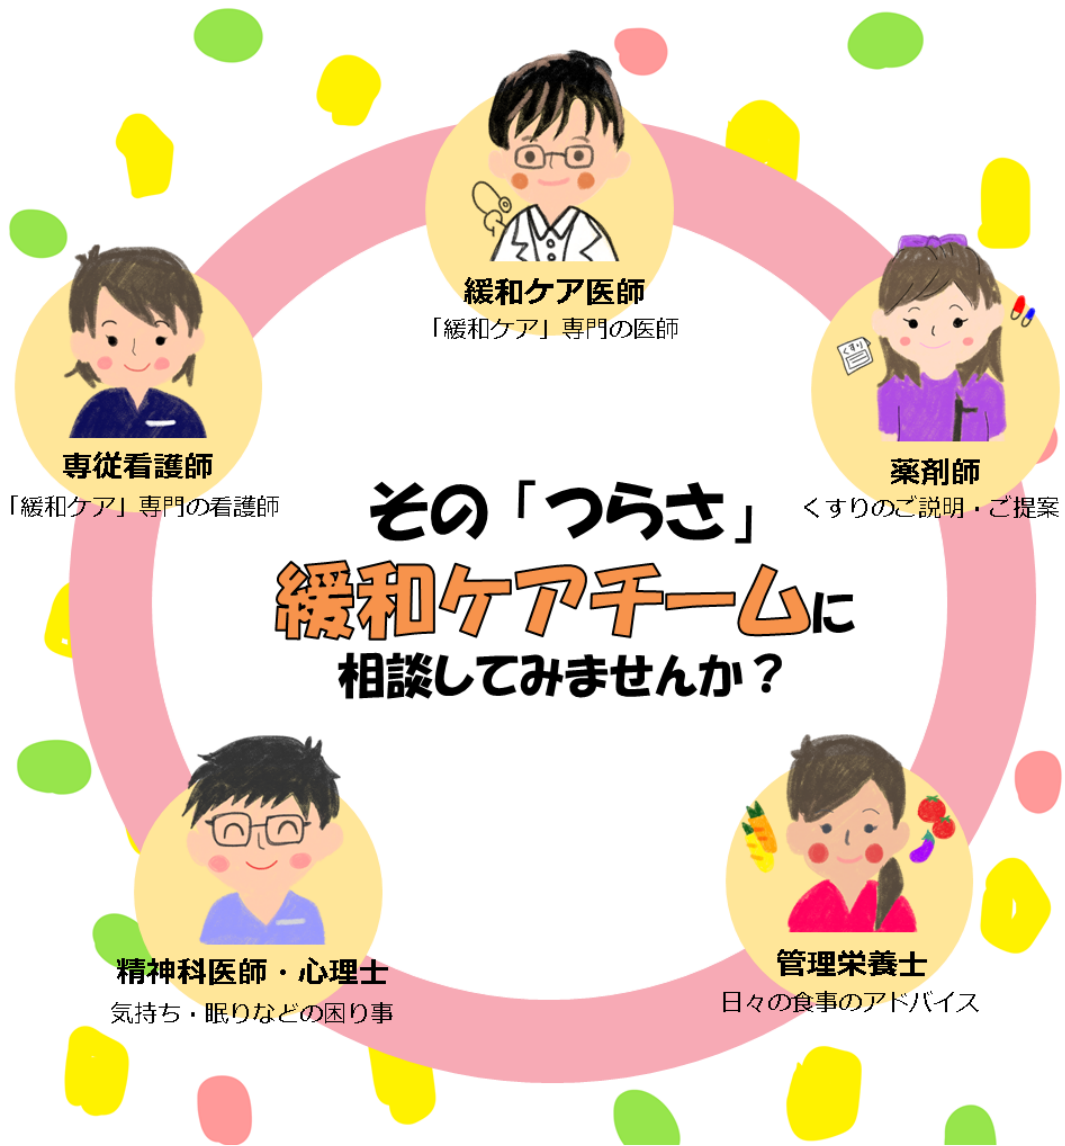 緩和ケア医師
「緩和ケア」専門の医師
専従看護師
「緩和ケア」専門の看護師
くすり
薬剤師
くすりのご説明・ご提案
その「つらさ」
緩和ケアチームに
相談してみませんか？
精神科医師・心理士
気持ち・眠りなどの困り事
管理栄養士
日々の食事のアドバイス